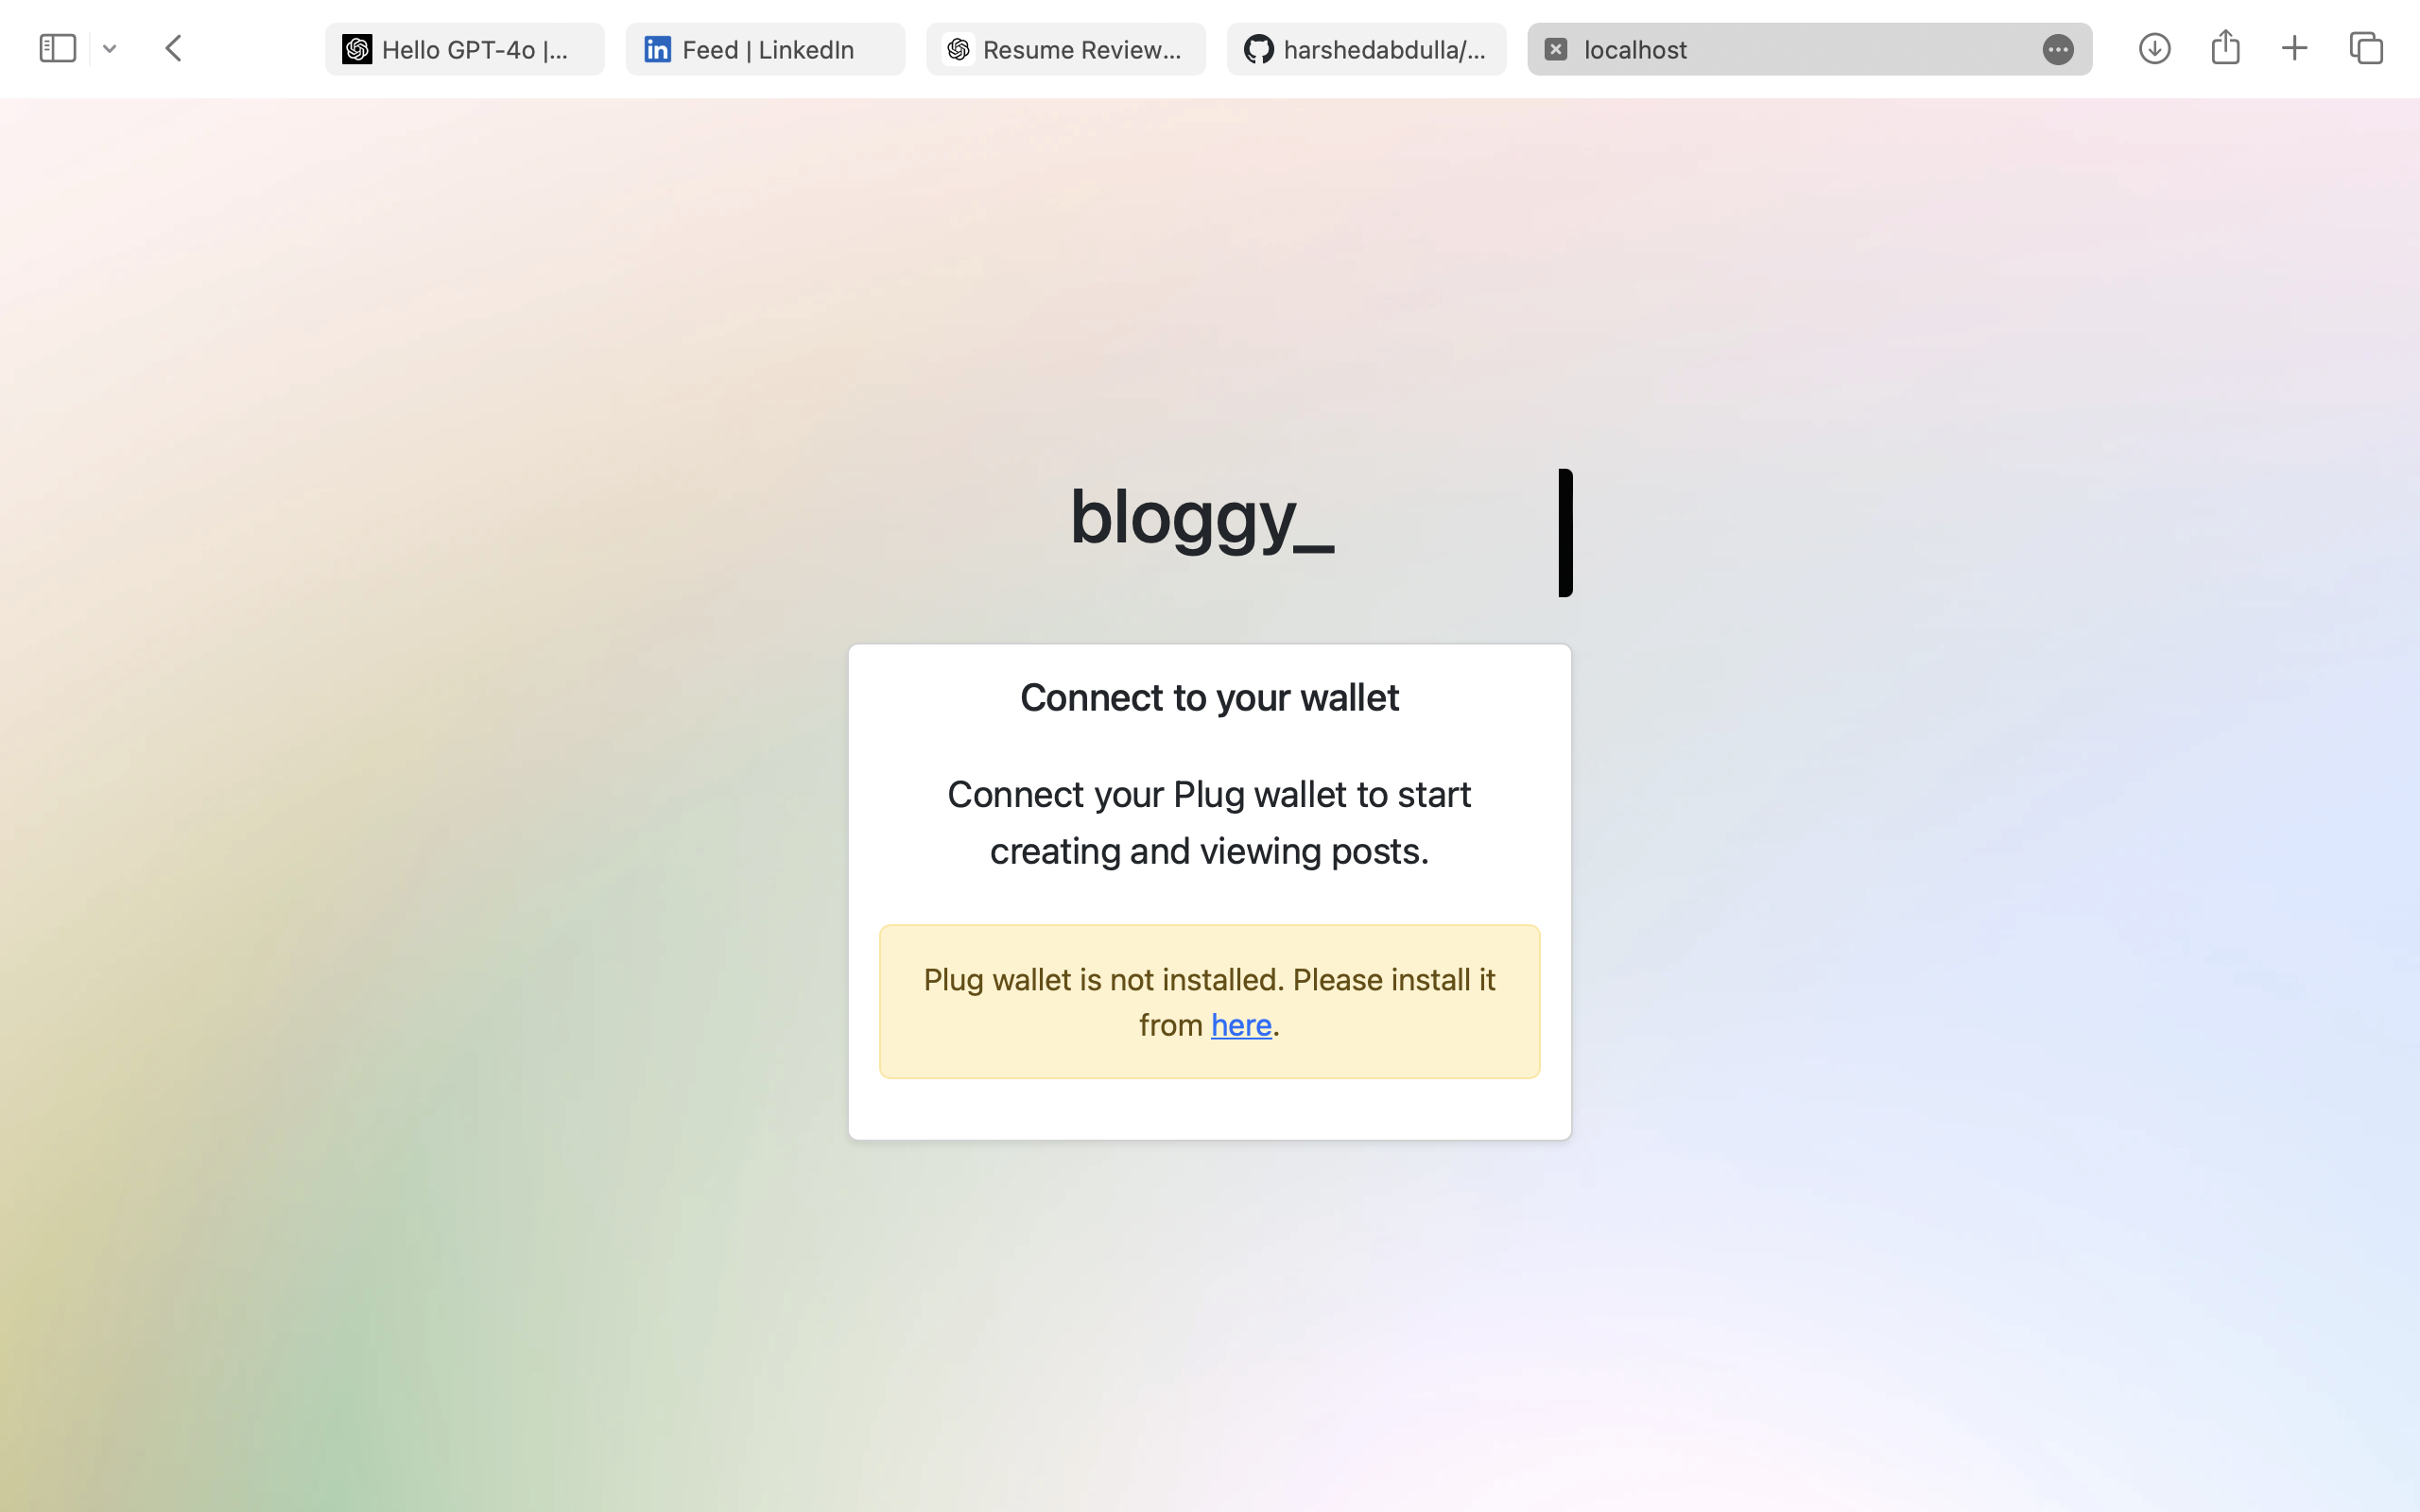 Hello GPT-4o |...
Feed | LinkedIn
Resume Review...
harshedabdulla/...
localhost
bloggy_
Connect to your wallet
Connect your Plug wallet to start
creating and viewing posts.
Plug wallet is not installed. Please install it
from here.